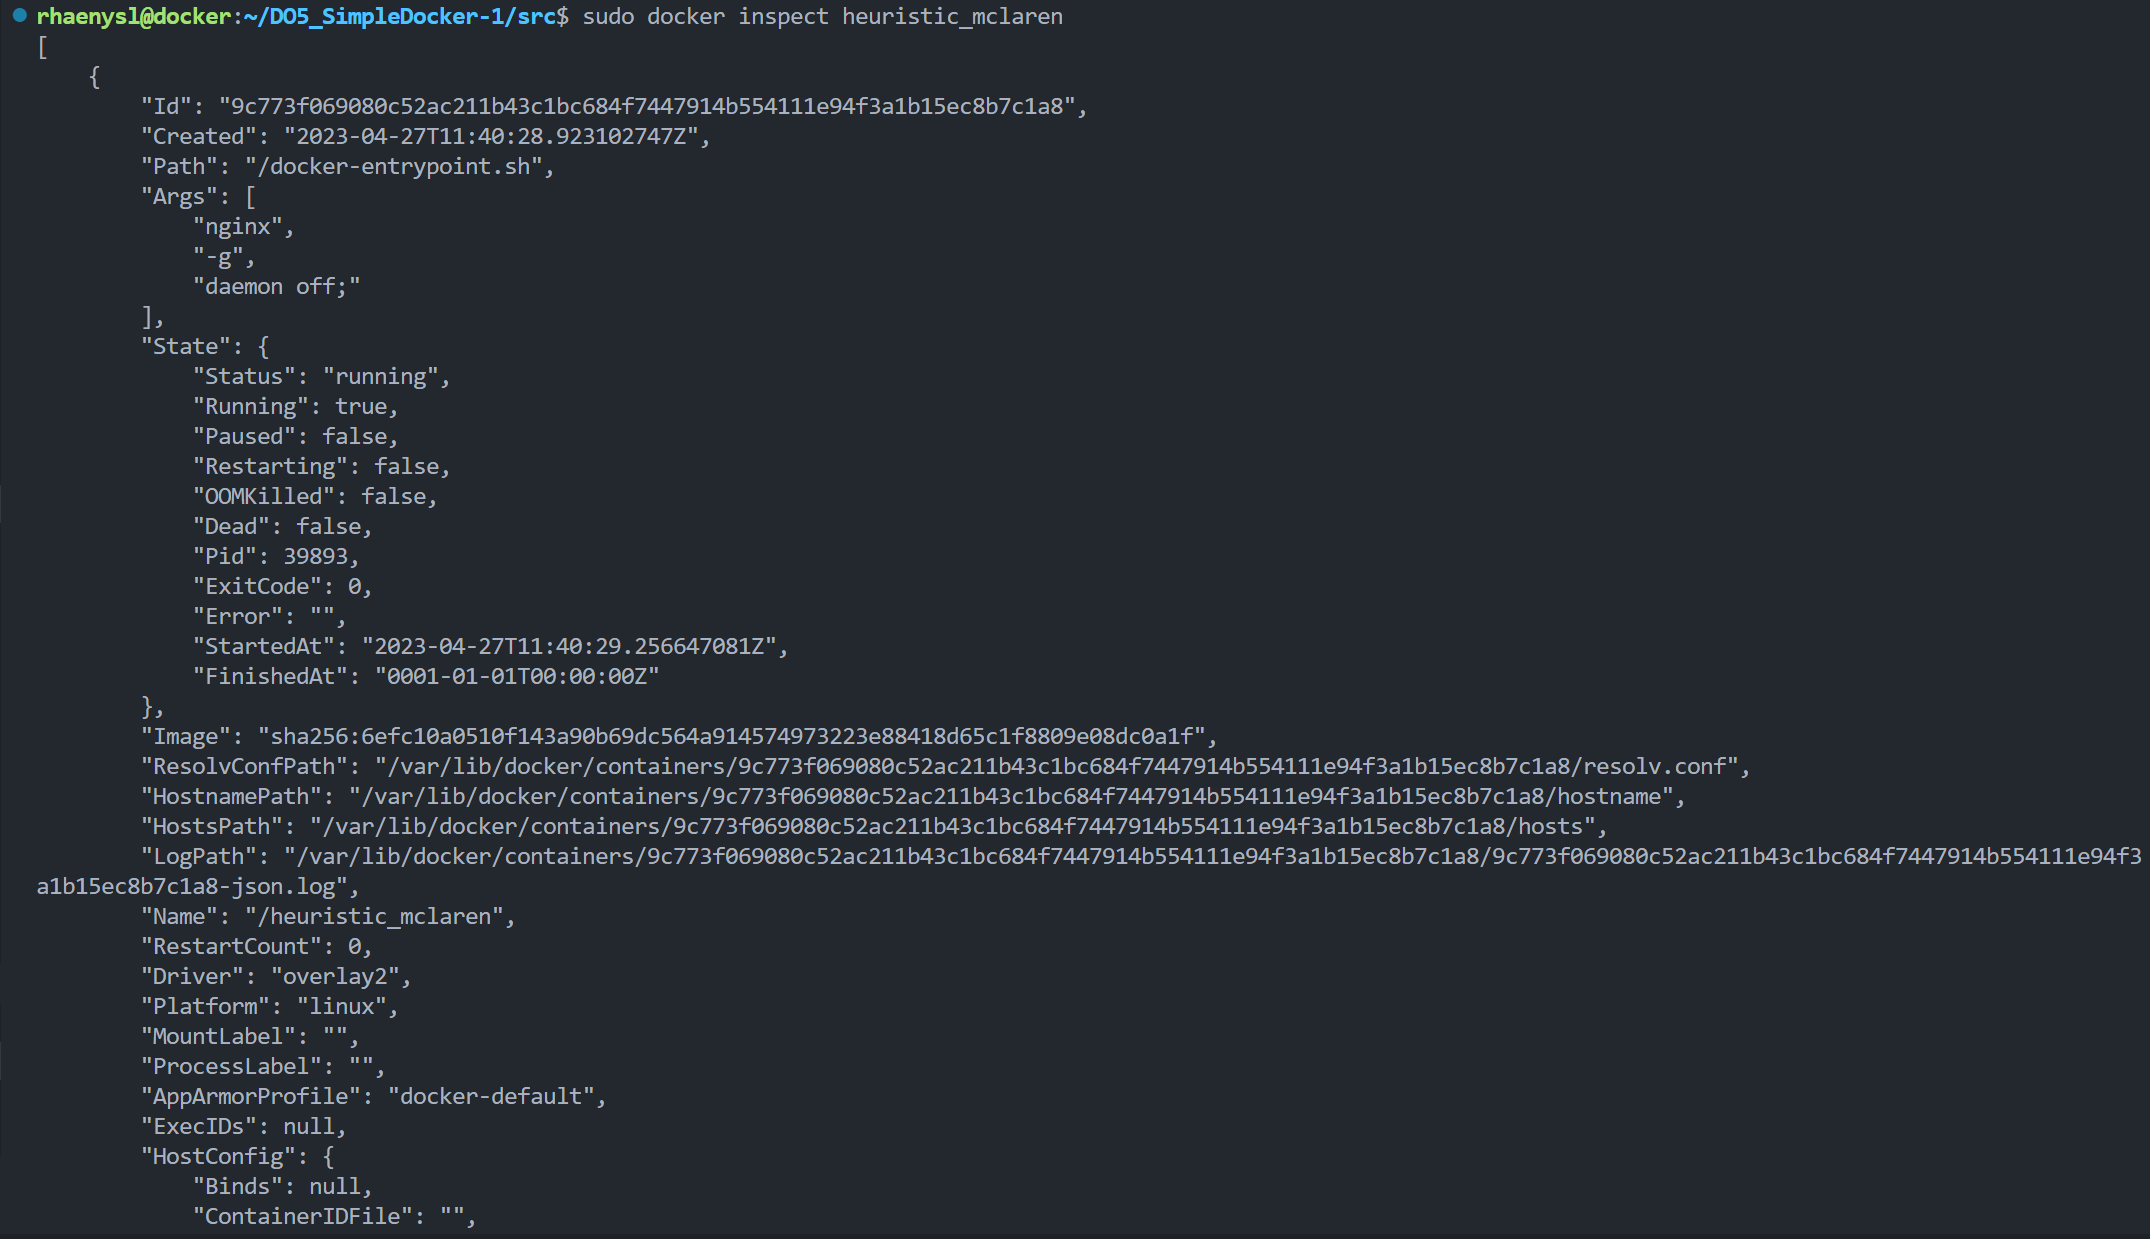 rhaenysl@docker:~/DO5_SimpleDocker-1/src$ sudo docker inspect heuristic_mclaren
[
    {
        "Id": "9c773f069080c52ac211b43c1bc684f7447914b554111e94f3a1b15ec8b7c1a8",
        "Created": "2023-04-27T11:40:28.923102747Z",
        "Path": "/docker-entrypoint.sh",
        "Args": [
            "nginx",
            "-g",
            "daemon off;"
        ],
        "State": {
            "Status": "running",
            "Running": true,
            "Paused": false,
            "Restarting": false,
            "OOMKilled": false,
            "Dead": false,
            "Pid": 39893,
            "ExitCode": 0,
            "Error": "",
            "StartedAt": "2023-04-27T11:40:29.256647081Z",
            "FinishedAt": "0001-01-01T00:00:00Z"
        },
        "Image": "sha256:6efc10a0510f143a90b69dc564a914574973223e88418d65c1f8809e08dc0a1f",
        "ResolvConfPath": "/var/lib/docker/containers/9c773f069080c52ac211b43c1bc684f7447914b554111e94f3a1b15ec8b7c1a8/resolv.conf",
        "HostnamePath": "/var/lib/docker/containers/9c773f069080c52ac211b43c1bc684f7447914b554111e94f3a1b15ec8b7c1a8/hostname",
        "HostsPath": "/var/lib/docker/containers/9c773f069080c52ac211b43c1bc684f7447914b554111e94f3a1b15ec8b7c1a8/hosts",
        "LogPath": "/var/lib/docker/containers/9c773f069080c52ac211b43c1bc684f7447914b554111e94f3a1b15ec8b7c1a8/9c773f069080c52ac211b43c1bc684f7447914b554111e94f3
a1b15ec8b7c1a8-json.log",
        "Name": "/heuristic_mclaren",
        "RestartCount": 0,
        "Driver": "overlay2",
        "Platform": "linux",
        "MountLabel": "",
        "ProcessLabel": "",
        "AppArmorProfile": "docker-default",
        "ExecIDs": null,
        "HostConfig": {
            "Binds": null,
            "ContainerIDFile": "",